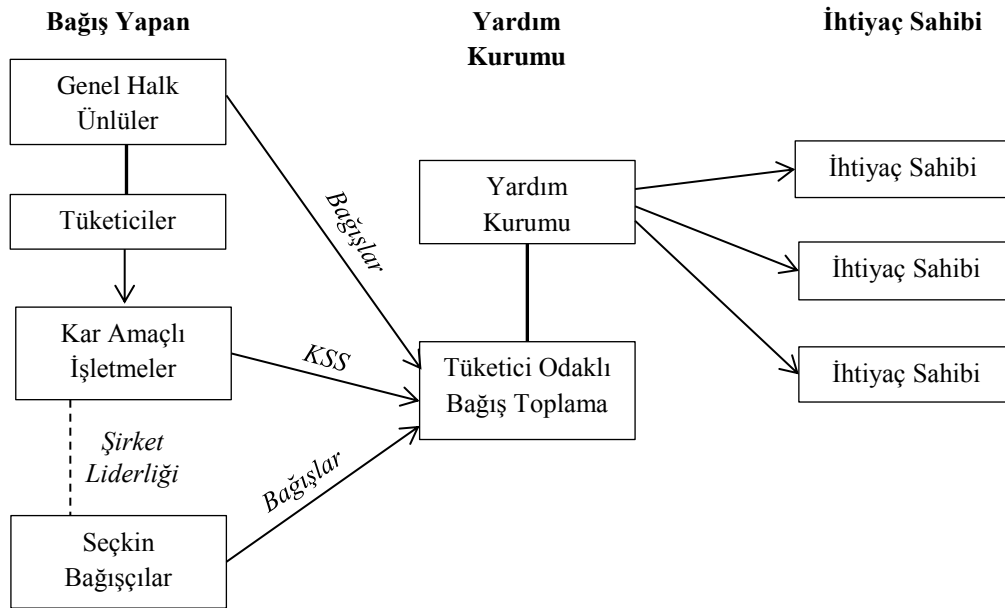 Bağış Yapan
Yardım
Kurumu
İhtiyaç Sahibi
Genel Halk
Ünlüler
Tüketiciler
Kar Amaçlı
İşletmeler
Şirket
Liderliği
Seçkin
Bağışçılar
Bağışlar
KSS
Bağışlar
Yardım
Kurumu
Tüketici Odaklı
Bağış Toplama
İhtiyaç Sahibi
İhtiyaç Sahibi
İhtiyaç Sahibi